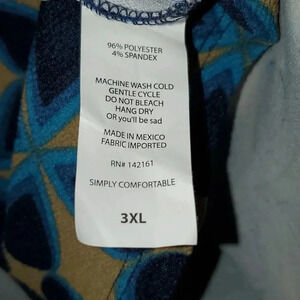 96% POLYESTER
4% SPANDEX
MACHINE WASH COLD
GENTLE CYCLE
DO NOT BLEACH
HANG DRY
OR you'll be sad
MADE IN MEXICO
FABRIC IMPORTED
RN# 142161
SIMPLY COMFORTABLE
3XL